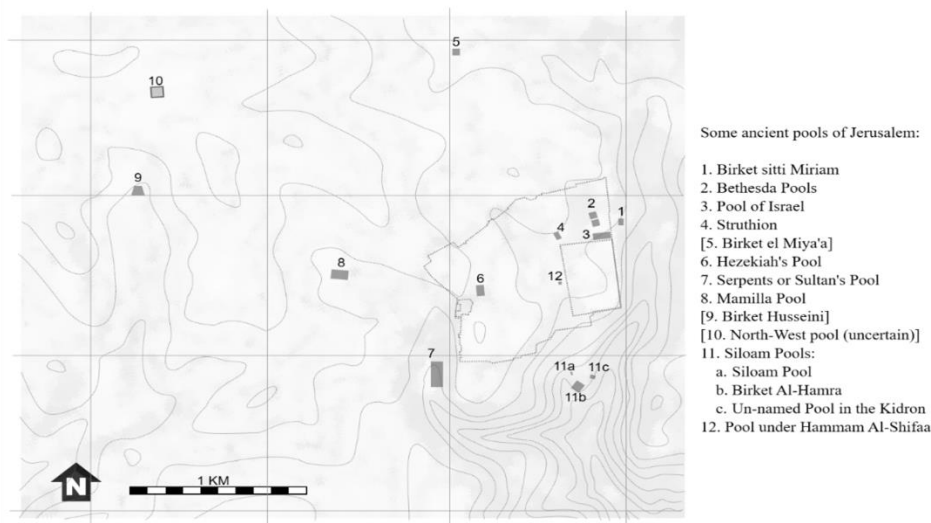 5
10
9
2
1
4
3
8
12
6
7
11a
11c
11b
N
1 KM
Some ancient pools of Jerusalem:
1. Birket sitti Miriam
2. Bethesda Pools
3. Pool of Israel
4. Struthion
[5. Birket el Miya'a]
6. Hezekiah's Pool
7. Serpents or Sultan's Pool
8. Mamilla Pool
[9. Birket Husseini]
[10. North-West pool (uncertain)]
11. Siloam Pools:
a. Siloam Pool
b. Birket Al-Hamra
c. Un-named Pool in the Kidron
12. Pool under Hammam Al-Shifaa